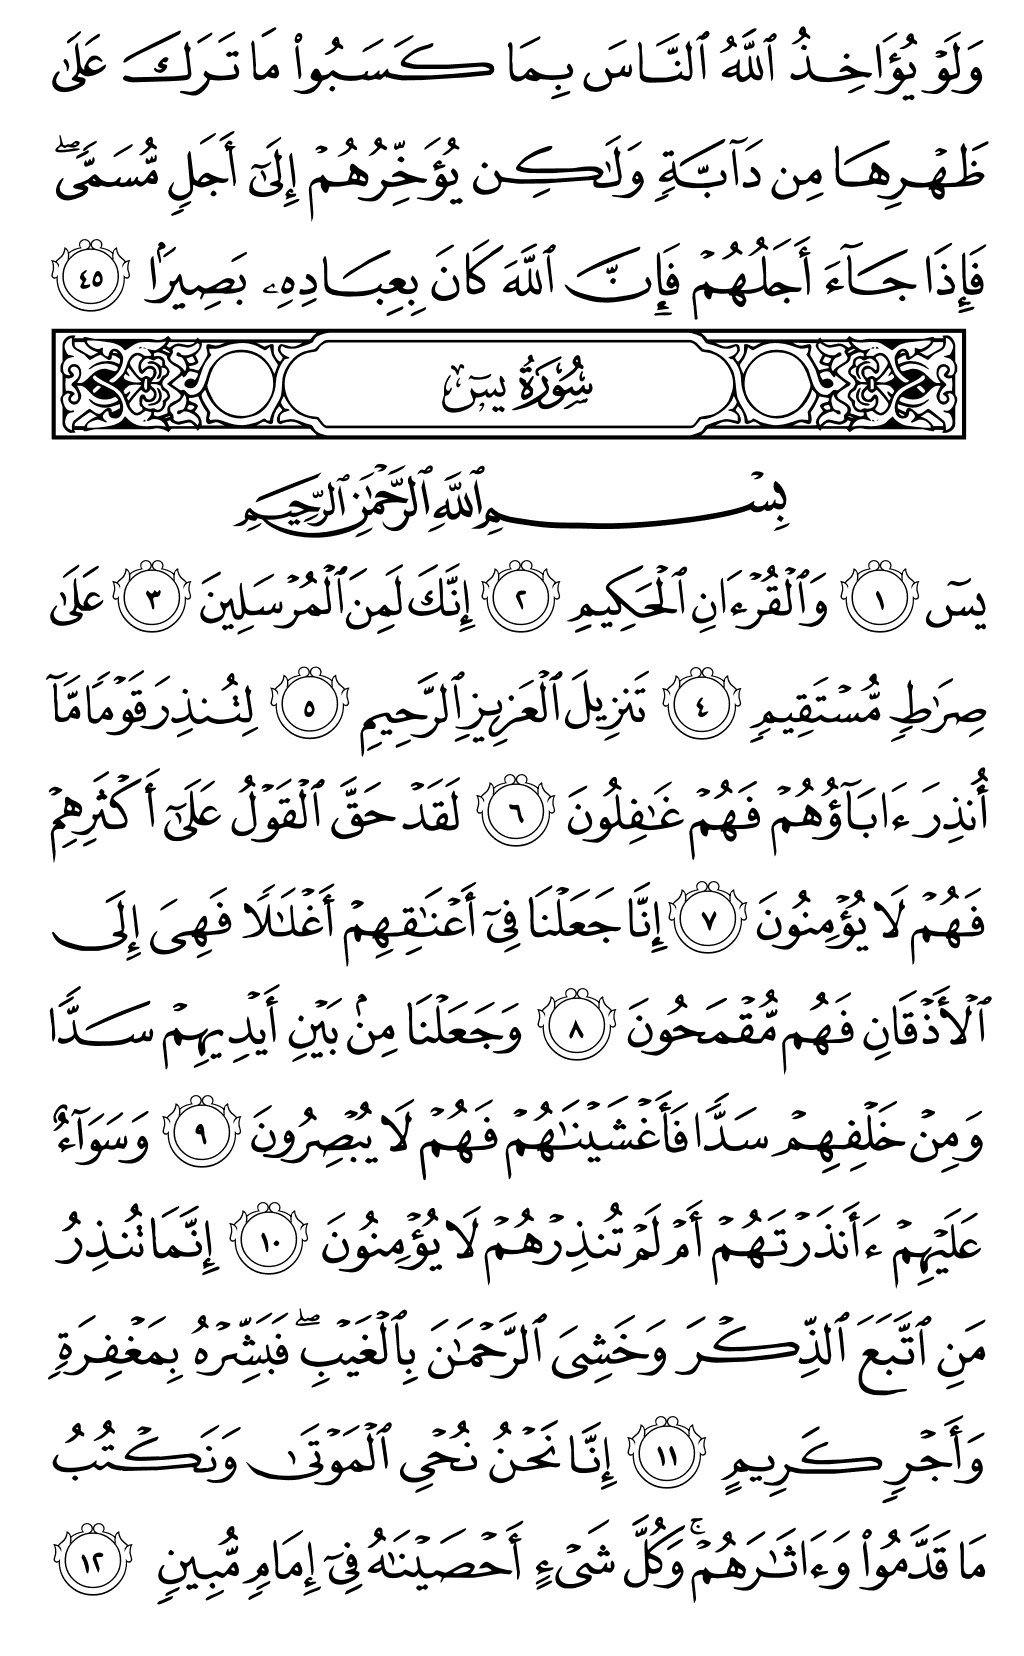 وَلَوْ يُؤَاخِذُ ٱللَّهُ ٱلنَّاسَ بِمَا كَسَبُوا۟ مَا تَرَكَ عَلَىٰ
ظَهْرِهَا مِن دَآبَّةٍ وَلَـٰكِن يُؤَخِّرُهُمْ إِلَىٰٓ أَجَلٍ مُّسَمًّى ۖ
فَإِذَا جَآءَ أَجَلُهُمْ فَإِنَّ ٱللَّهَ كَانَ بِعِبَادِهِۦ بَصِيرًۢا ٤٥
سُورَةُ يسٓ
بِسْمِ ٱللَّهِ ٱلرَّحْمَـٰنِ ٱلرَّحِيمِ
يسٓ ١ وَٱلْقُرْءَانِ ٱلْحَكِيمِ ٢ إِنَّكَ لَمِنَ ٱلْمُرْسَلِينَ ٣ عَلَىٰ
صِرَٰطٍ مُّسْتَقِيمٍ ٤ تَنزِيلَ ٱلْعَزِيزِ ٱلرَّحِيمِ ٥ لِتُنذِرَ قَوْمًا مَّآ
أُنذِرَ ءَابَآؤُهُمْ فَهُمْ غَـٰفِلُونَ ٦ لَقَدْ حَقَّ ٱلْقَوْلُ عَلَىٰٓ أَكْثَرِهِمْ
فَهُمْ لَا يُؤْمِنُونَ ٧ إِنَّا جَعَلْنَا فِىٓ أَعْنَـٰقِهِمْ أَغْلَـٰلًا فَهِىَ إِلَى
ٱلْأَذْقَانِ فَهُم مُّقْمَحُونَ ٨ وَجَعَلْنَا مِنۢ بَيْنِ أَيْدِيهِمْ سَدًّا
وَمِنْ خَلْفِهِمْ سَدًّا فَأَغْشَيْنَـٰهُمْ فَهُمْ لَا يُبْصِرُونَ ٩ وَسَوَآءٌ
عَلَيْهِمْ ءَأَنذَرْتَهُمْ أَمْ لَمْ تُنذِرْهُمْ لَا يُؤْمِنُونَ ١٠ إِنَّمَا تُنذِرُ
مَنِ ٱتَّبَعَ ٱلذِّكْرَ وَخَشِىَ ٱلرَّحْمَـٰنَ بِٱلْغَيْبِ ۖ فَبَشِّرْهُ بِمَغْفِرَةٍ
وَأَجْرٍ كَرِيمٍ ١١ إِنَّا نَحْنُ نُحْىِ ٱلْمَوْتَىٰ وَنَكْتُبُ
مَا قَدَّمُوا۟ وَءَاثَـٰرَهُمْ ۚ وَكُلَّ شَىْءٍ أَحْصَيْنَـٰهُ فِىٓ إِمَامٍ مُّبِينٍ ١٢